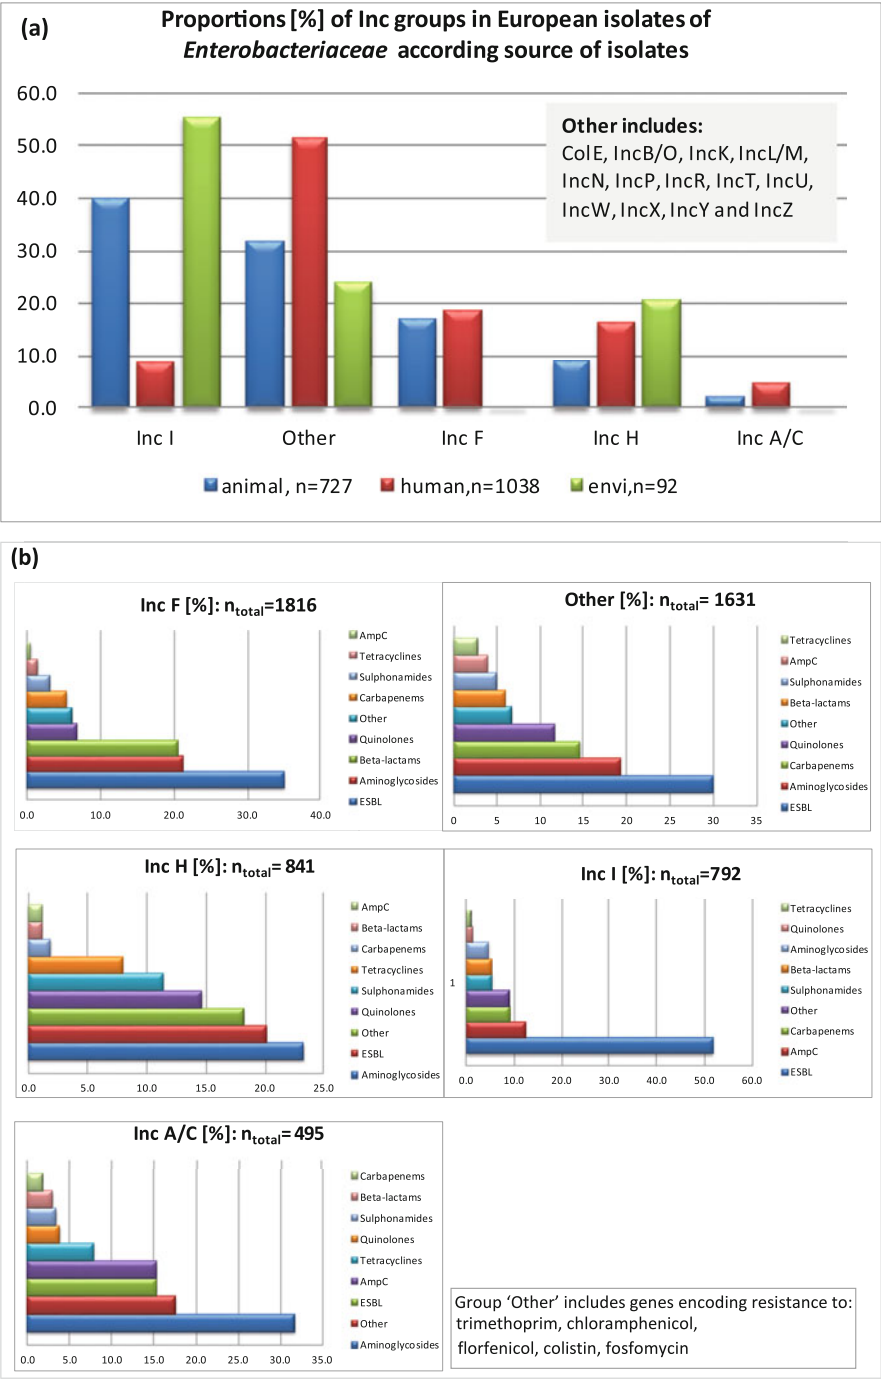 (a)
Proportions [%] of Inc groups in European isolates of
Enterobacteriaceae according source of isolates
60.0
50.0
40.0
30.0
20.0
10.0
0.0
Other includes:
ColE, IncB/O, IncK, IncL/M,
IncN, IncP, IncR, IncT, IncU,
IncW, IncX, IncY and IncZ
Inc I Other Inc F Inc H Inc A/C
animal, n=727 human,n=1038 envi,n=92
(b)
Inc F [%]: ntotal=1816
AmpC
Tetracyclines
Sulphonamides
Carbapenems
Other
Quinolones
Beta-lactams
Aminoglycosides
ESBL
0.0 10.0 20.0 30.0 40.0
Other [%]: ntotal= 1631
Tetracyclines
AmpC
Sulphonamides
Beta-lactams
Other
Quinolones
Carbapenems
Aminoglycosides
ESBL
0 5 10 15 20 25 30 35
Inc H [%]: ntotal= 841
AmpC
Beta-lactams
Carbapenems
Tetracyclines
Sulphonamides
Quinolones
Other
ESBL
Aminoglycosides
0.0 5.0 10.0 15.0 20.0 25.0
Inc I [%]: ntotal=792
1
Tetracyclines
Quinolones
Aminoglycosides
Beta-lactams
Sulphonamides
Other
Carbapenems
AmpC
ESBL
0.0 10.0 20.0 30.0 40.0 50.0 60.0
Inc A/C [%]: ntotal= 495
Carbapenems
Beta-lactams
Sulphonamides
Quinolones
Tetracyclines
AmpC
ESBL
Other
Aminoglycosides
0.0 5.0 10.0 15.0 20.0 25.0 30.0 35.0
Group ‘Other’ includes genes encoding resistance to:
trimethoprim, chloramphenicol,
florfenicol, colistin, fosfomycin